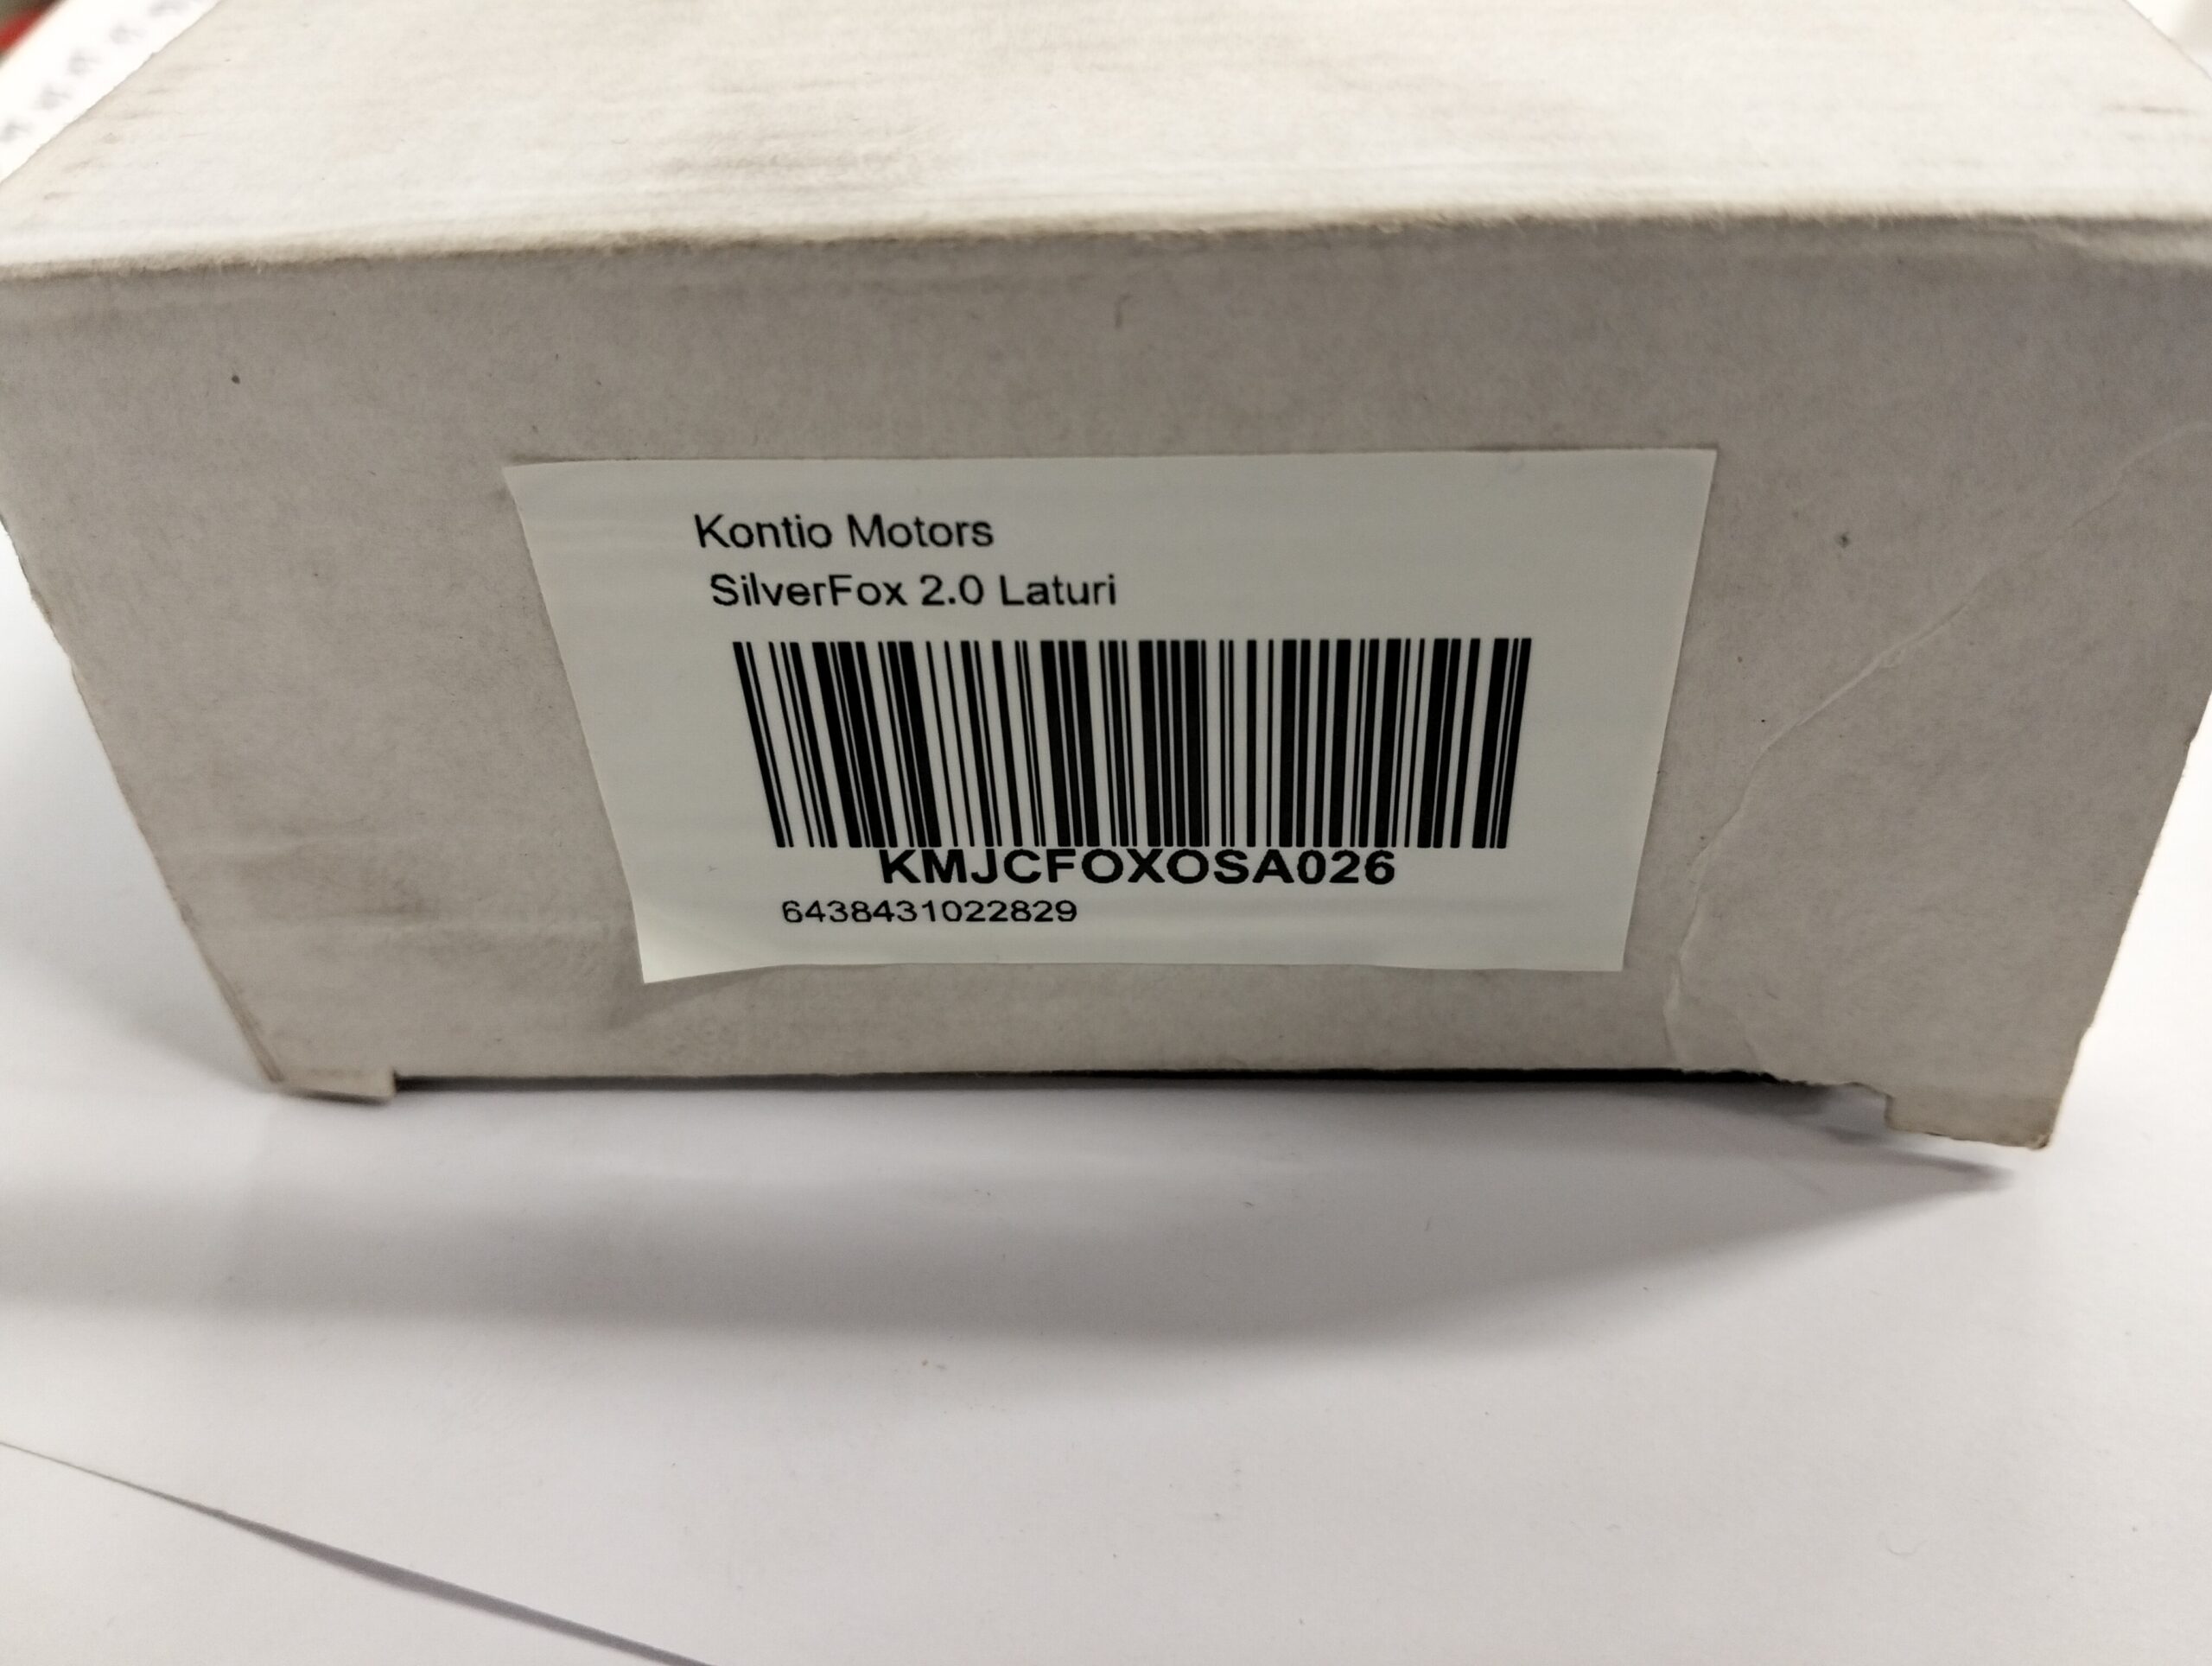 Kontio Motors
SilverFox 2.0 Laturi
KMJCFOXOSA026
6438431022829